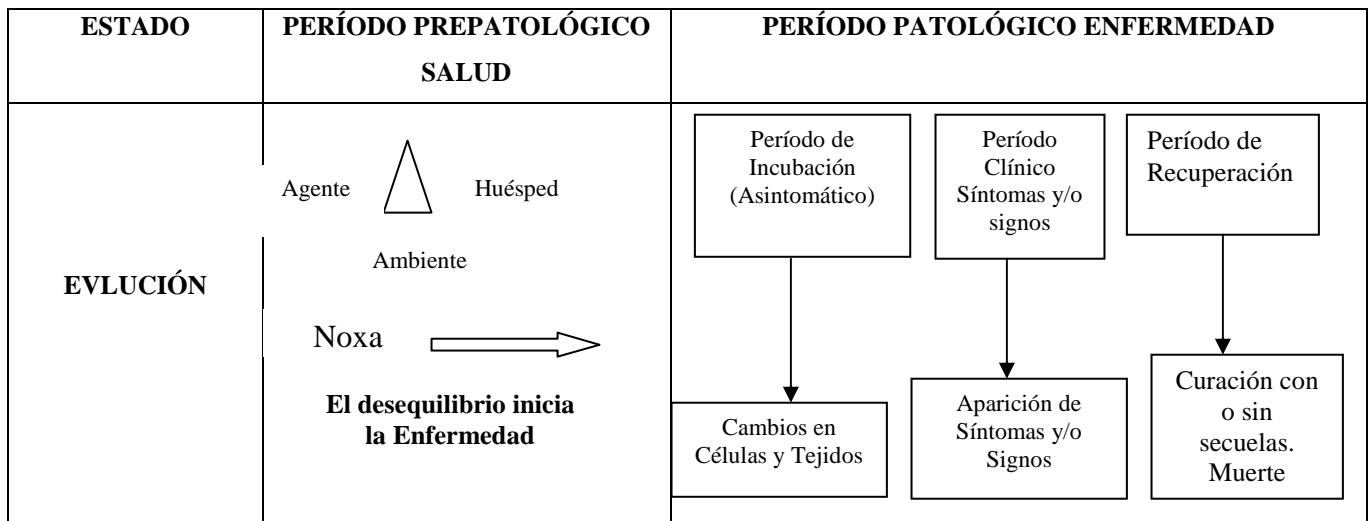 ESTADO
PERÍODO PREPATOLÓGICO
SALUD
PERÍODO PATOLÓGICO ENFERMEDAD
EVLUCIÓN
Agente
Huésped
Ambiente
Noxa
El desequilibrio inicia
la Enfermedad
Período de
Incubación
(Asintomático)
Período
Clínico
Síntomas y/o
signos
Período de
Recuperación
Cambios en
Células y Tejidos
Aparición de
Síntomas y/o
Signos
Curación con
o sin
secuelas.
Muerte